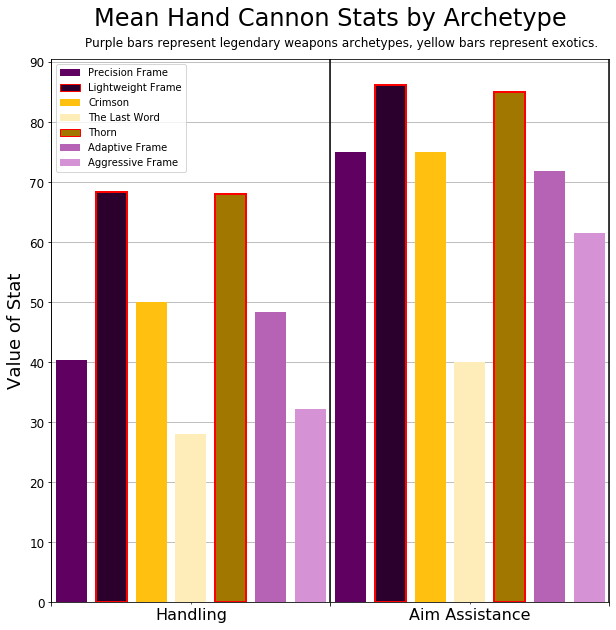 Mean Hand Cannon Stats by Archetype
Purple bars represent legendary weapons archetypes, yellow bars represent exotics.
Precision Frame
Lightweight Frame
Crimson
The Last Word
Thorn
Adaptive Frame
Aggressive Frame
Value of Stat
90
80
70
60
50
40
30
20
10
0
Handling
Aim Assistance